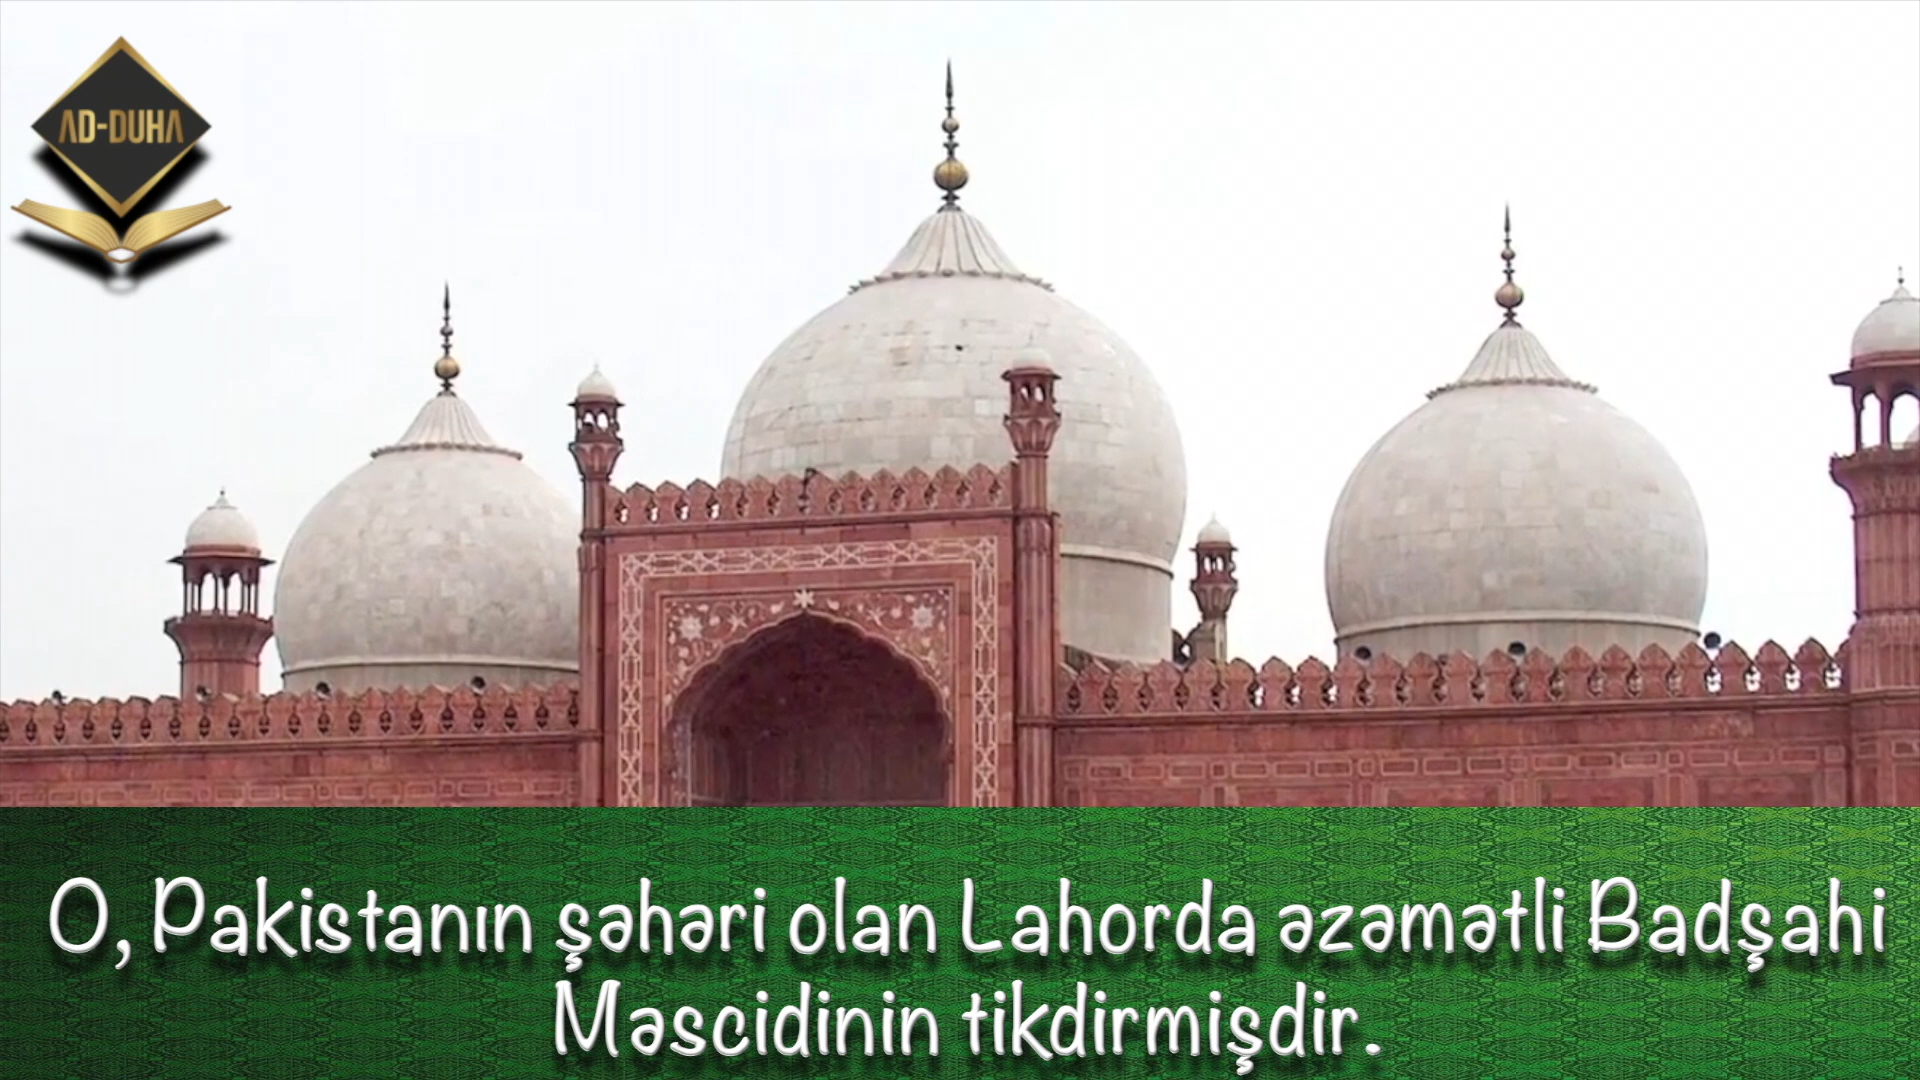 AD-DUHA
O, Pakistanın şəhəri olan Lahorda əzəmətli Badşahi
Məscidinin tikdirmişdir.